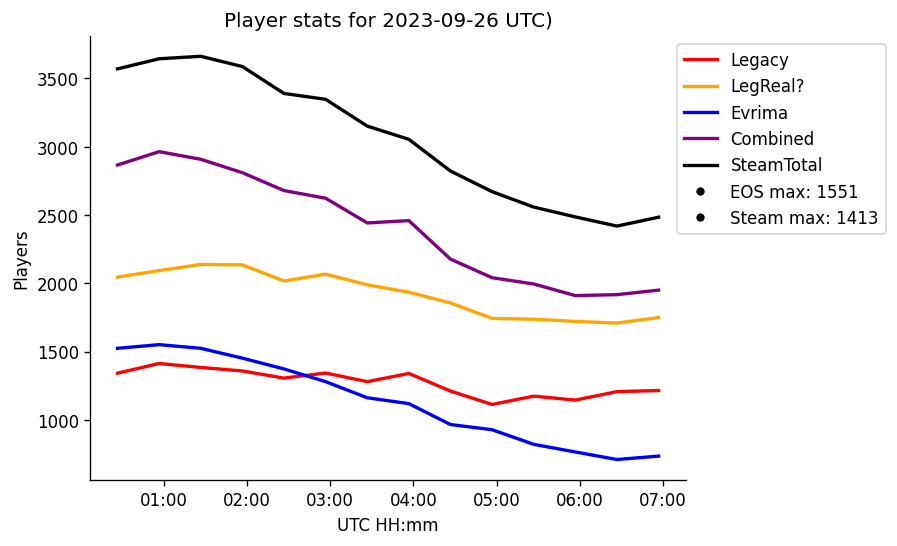 Player stats for 2023-09-26 UTC)
Players
3500
3000
2500
2000
1500
1000
01:00 02:00 03:00 04:00 05:00 06:00 07:00
UTC HH:mm
Legacy
LegReal?
Evrima
Combined
SteamTotal
EOS max: 1551
Steam max: 1413